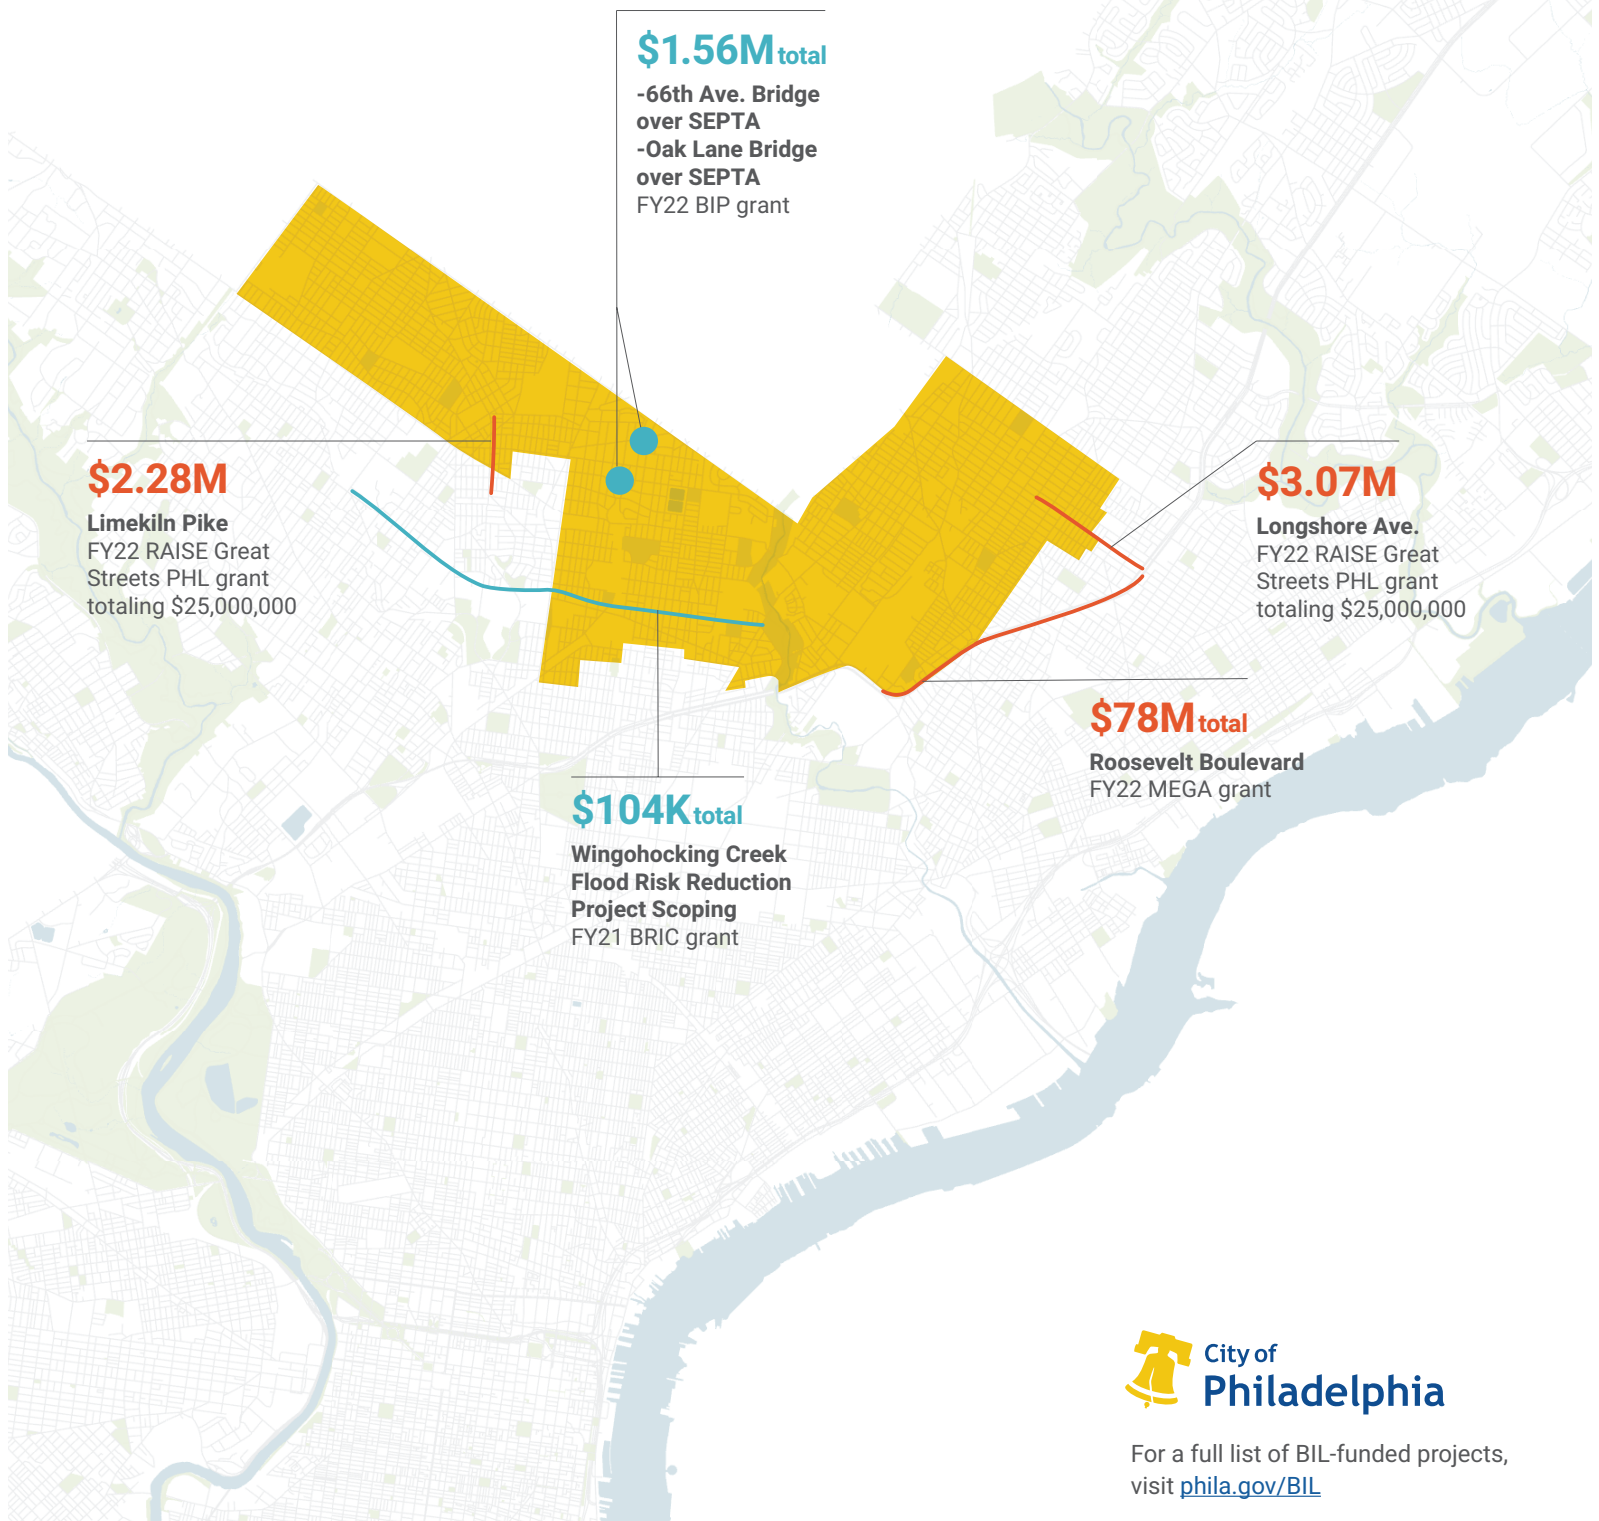 $1.56M total
-66th Ave. Bridge
over SEPTA
-Oak Lane Bridge
over SEPTA
FY22 BIP grant
$2.28M
Limekiln Pike
FY22 RAISE Great
Streets PHL grant
totaling $25,000,000
$3.07M
Longshore Ave.
FY22 RAISE Great
Streets PHL grant
totaling $25,000,000
$78M total
Roosevelt Boulevard
FY22 MEGA grant
$104K total
Wingohocking Creek
Flood Risk Reduction
Project Scoping
FY21 BRIC grant
City of
Philadelphia
For a full list of BIL-funded projects,
visit phila.gov/BIL